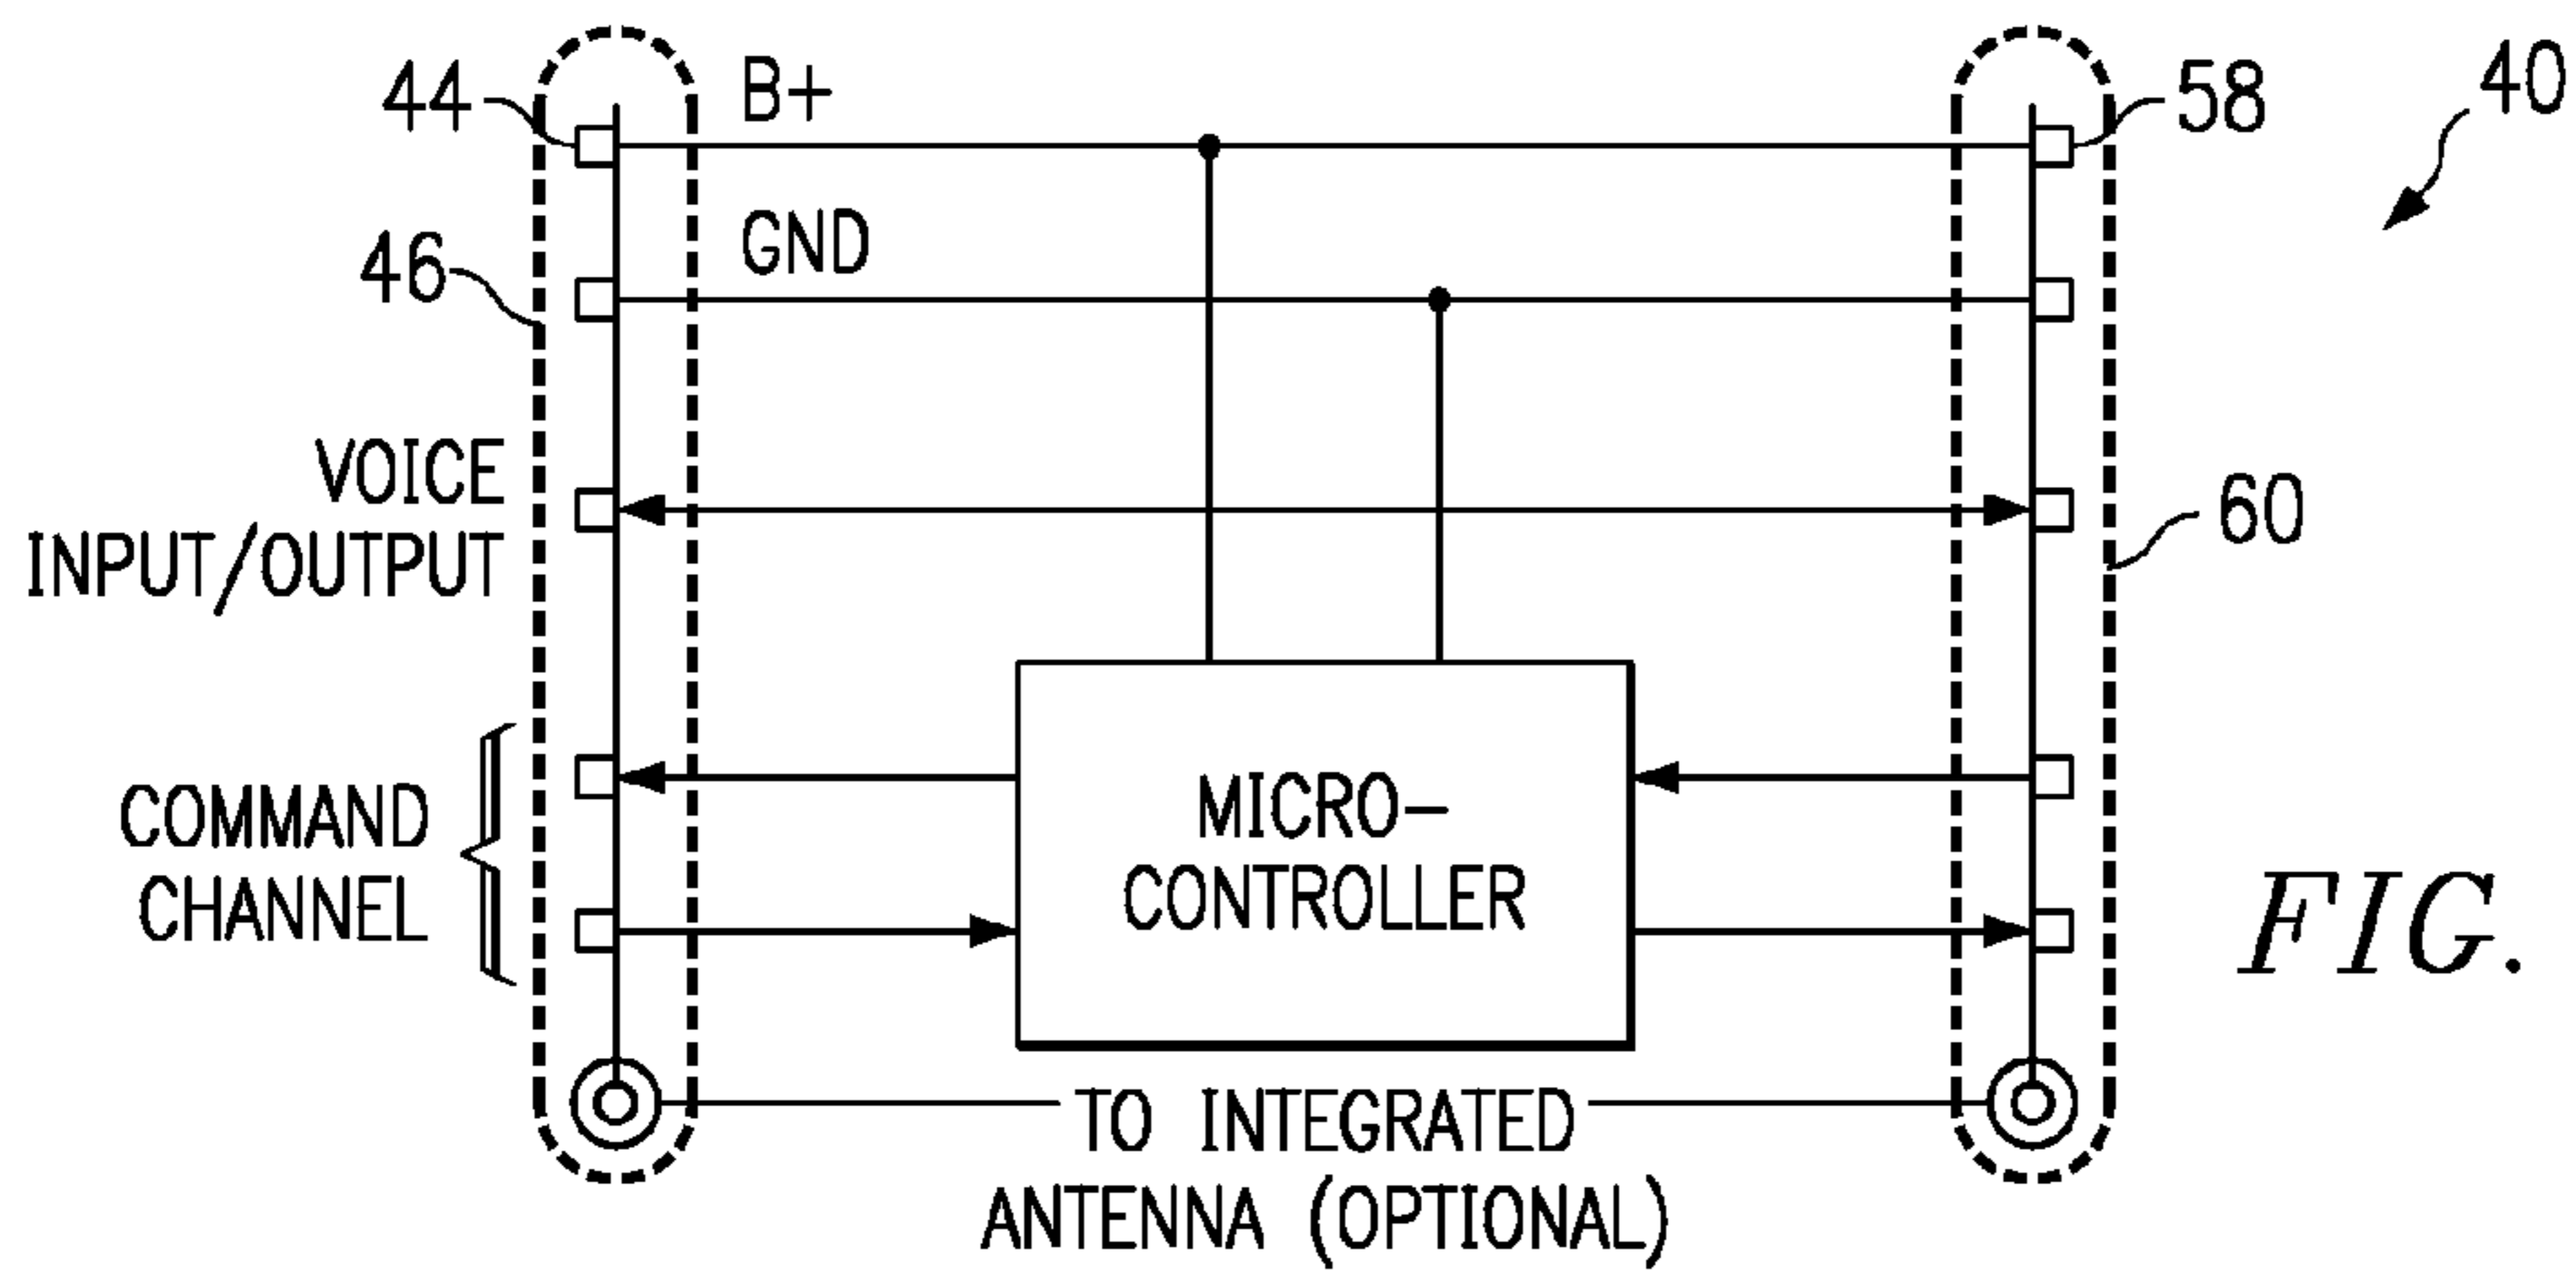 44
B+
58
40
46
GND
VOICE
INPUT/OUTPUT
60
COMMAND
CHANNEL
MICRO-
CONTROLLER
FIG.
TO INTEGRATED
ANTENNA (OPTIONAL)